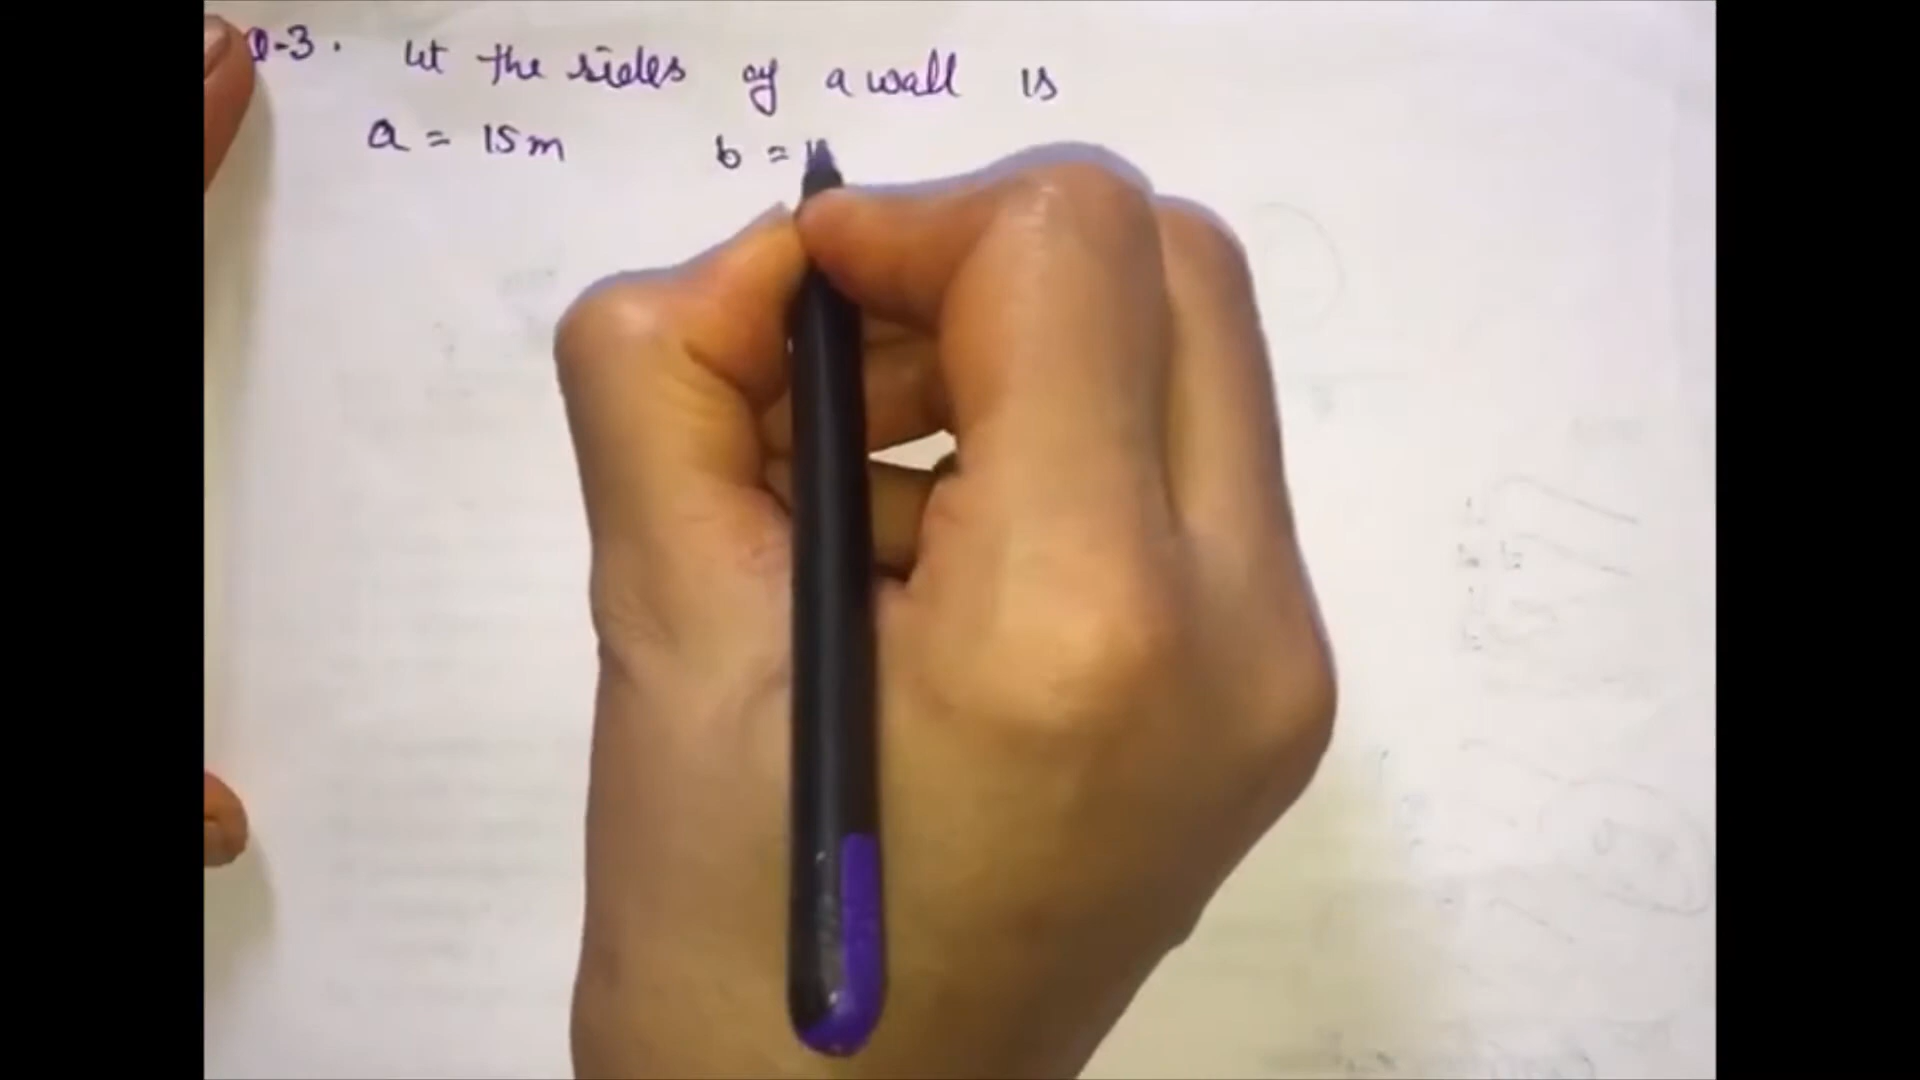 Q-3. let the sides of a wall is
a = 15m b =